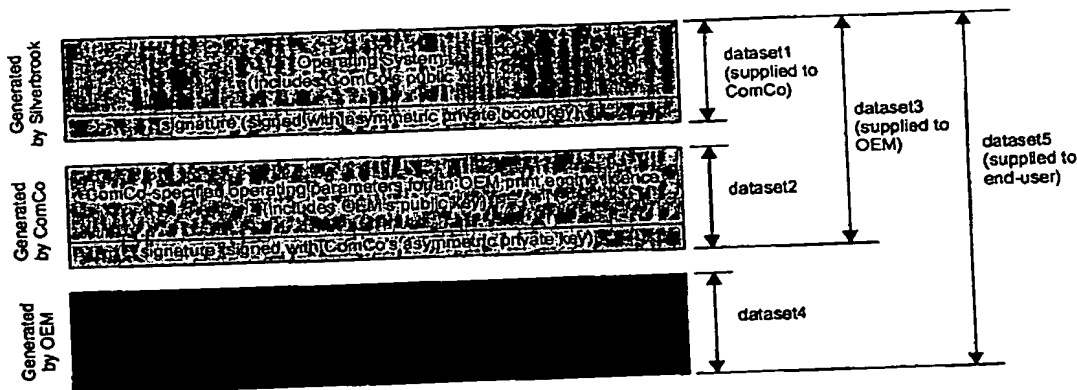 Generated
by Silverbrook
Operating System
(includes ComCo's public key)
signature (signed with asymmetric private boot0key)
dataset1
(supplied to
ComCo)
dataset3
(supplied to
OEM)
dataset5
(supplied to
end-user)
Generated
by ComCo
ComCo specified operating parameters for an OEM print engine licence
(includes OEM's public key)
signature (signed with ComCo's asymmetric private key)
dataset2
Generated
by OEM
dataset4